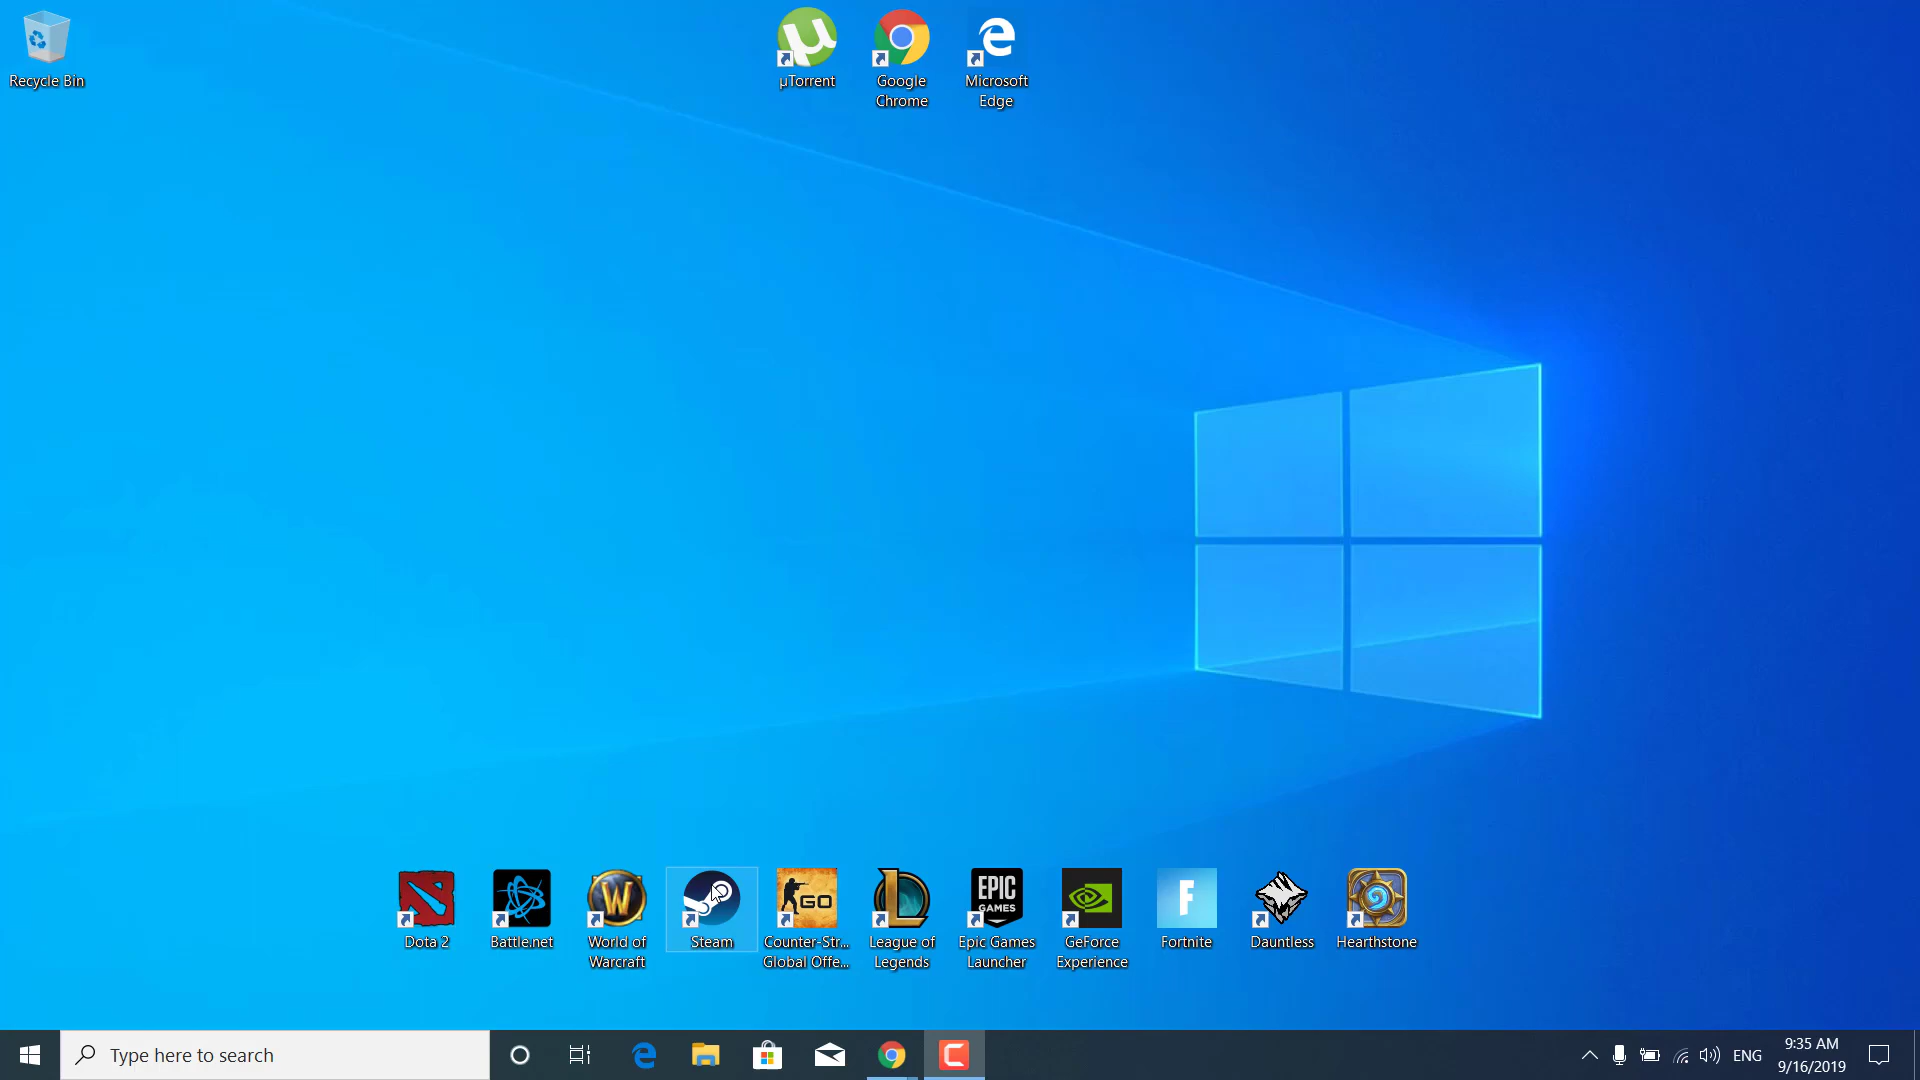 Recycle Bin
µTorrent
Google
Chrome
Microsoft
Edge
Dota 2
Battle.net
World of
Warcraft
Steam
GO
Counter-Str...
Global Offe...
League of
Legends
EPIC
GAMES
Epic Games
Launcher
GeForce
Experience
F
Fortnite
Dauntless
Hearthstone
Type here to search
ENG
9:35 AM
9/16/2019